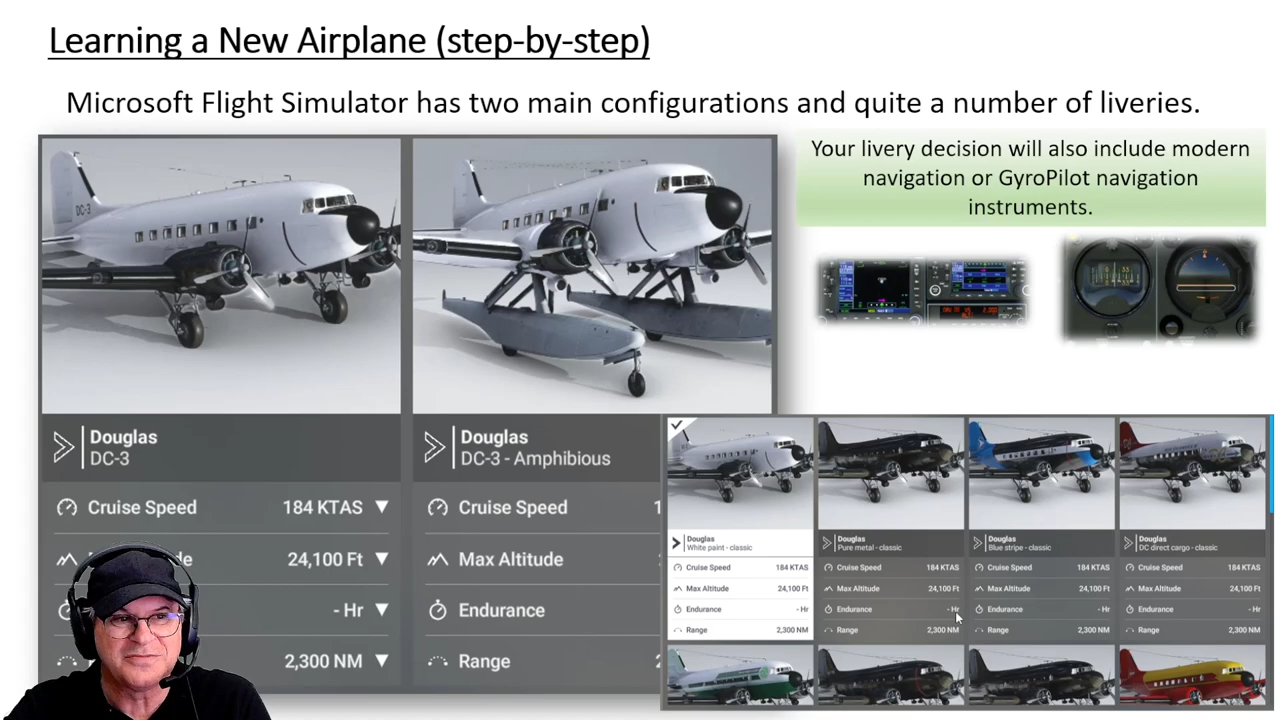 Learning a New Airplane (step-by-step)
Microsoft Flight Simulator has two main configurations and quite a number of liveries.
Your livery decision will also include modern
navigation or GyroPilot navigation
instruments.
DC-3
Douglas
DC-3
Cruise Speed 184 KTAS
24,100 Ft
- Hr
2,300 NM
Douglas
DC-3 - Amphibious
Cruise Speed
Max Altitude
Endurance
Range
Douglas
White paint - classic
Cruise Speed 184 KTAS
Max Altitude 24,100 Ft
Endurance - Hr
Range 2,300 NM
Douglas
Pure metal - classic
Cruise Speed 184 KTAS
Max Altitude 24,100 Ft
Endurance - Hr
Range 2,300 NM
Douglas
Blue stripe - classic
Cruise Speed 184 KTAS
Max Altitude 24,100 Ft
Endurance - Hr
Range 2,300 NM
Douglas
DC direct cargo - classic
Cruise Speed 184 KTAS
Max Altitude 24,100 Ft
Endurance - Hr
Range 2,300 NM